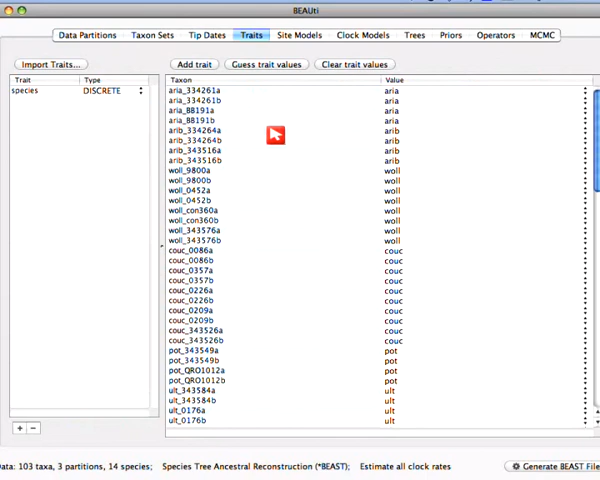 BEAUti
Data Partitions Taxon Sets Tip Dates Traits Site Models Clock Models Trees Priors Operators MCMC
Import Traits... Add trait Guess trait values Clear trait values
Trait Type Taxon Value
species DISCRETE aria_334261a aria
aria_334261b aria
aria_88191a aria
aria_88191b aria
arib_334264a arib
arib_334264b arib
arib_343516a arib
arib_343516b arib
woll_9800a woll
woll_9800b woll
woll_0452a woll
woll_0452b woll
woll_con360a woll
woll_con360b woll
woll_343576a woll
woll_343576b woll
couc_0086a couc
couc_0086b couc
couc_0357a couc
couc_0357b couc
couc_0226a couc
couc_0226b couc
couc_0209a couc
couc_0209b couc
couc_343526a couc
couc_343526b couc
pot_343549a pot
pot_343549b pot
pot_QRO1012a pot
pot_QRO1012b pot
ult_343584a ult
ult_343584b ult
ult_0176a ult
ult_0176b ult
+ −
Data: 103 taxa, 3 partitions, 14 species; Species Tree Ancestral Reconstruction (*BEAST); Estimate all clock rates Generate BEAST File